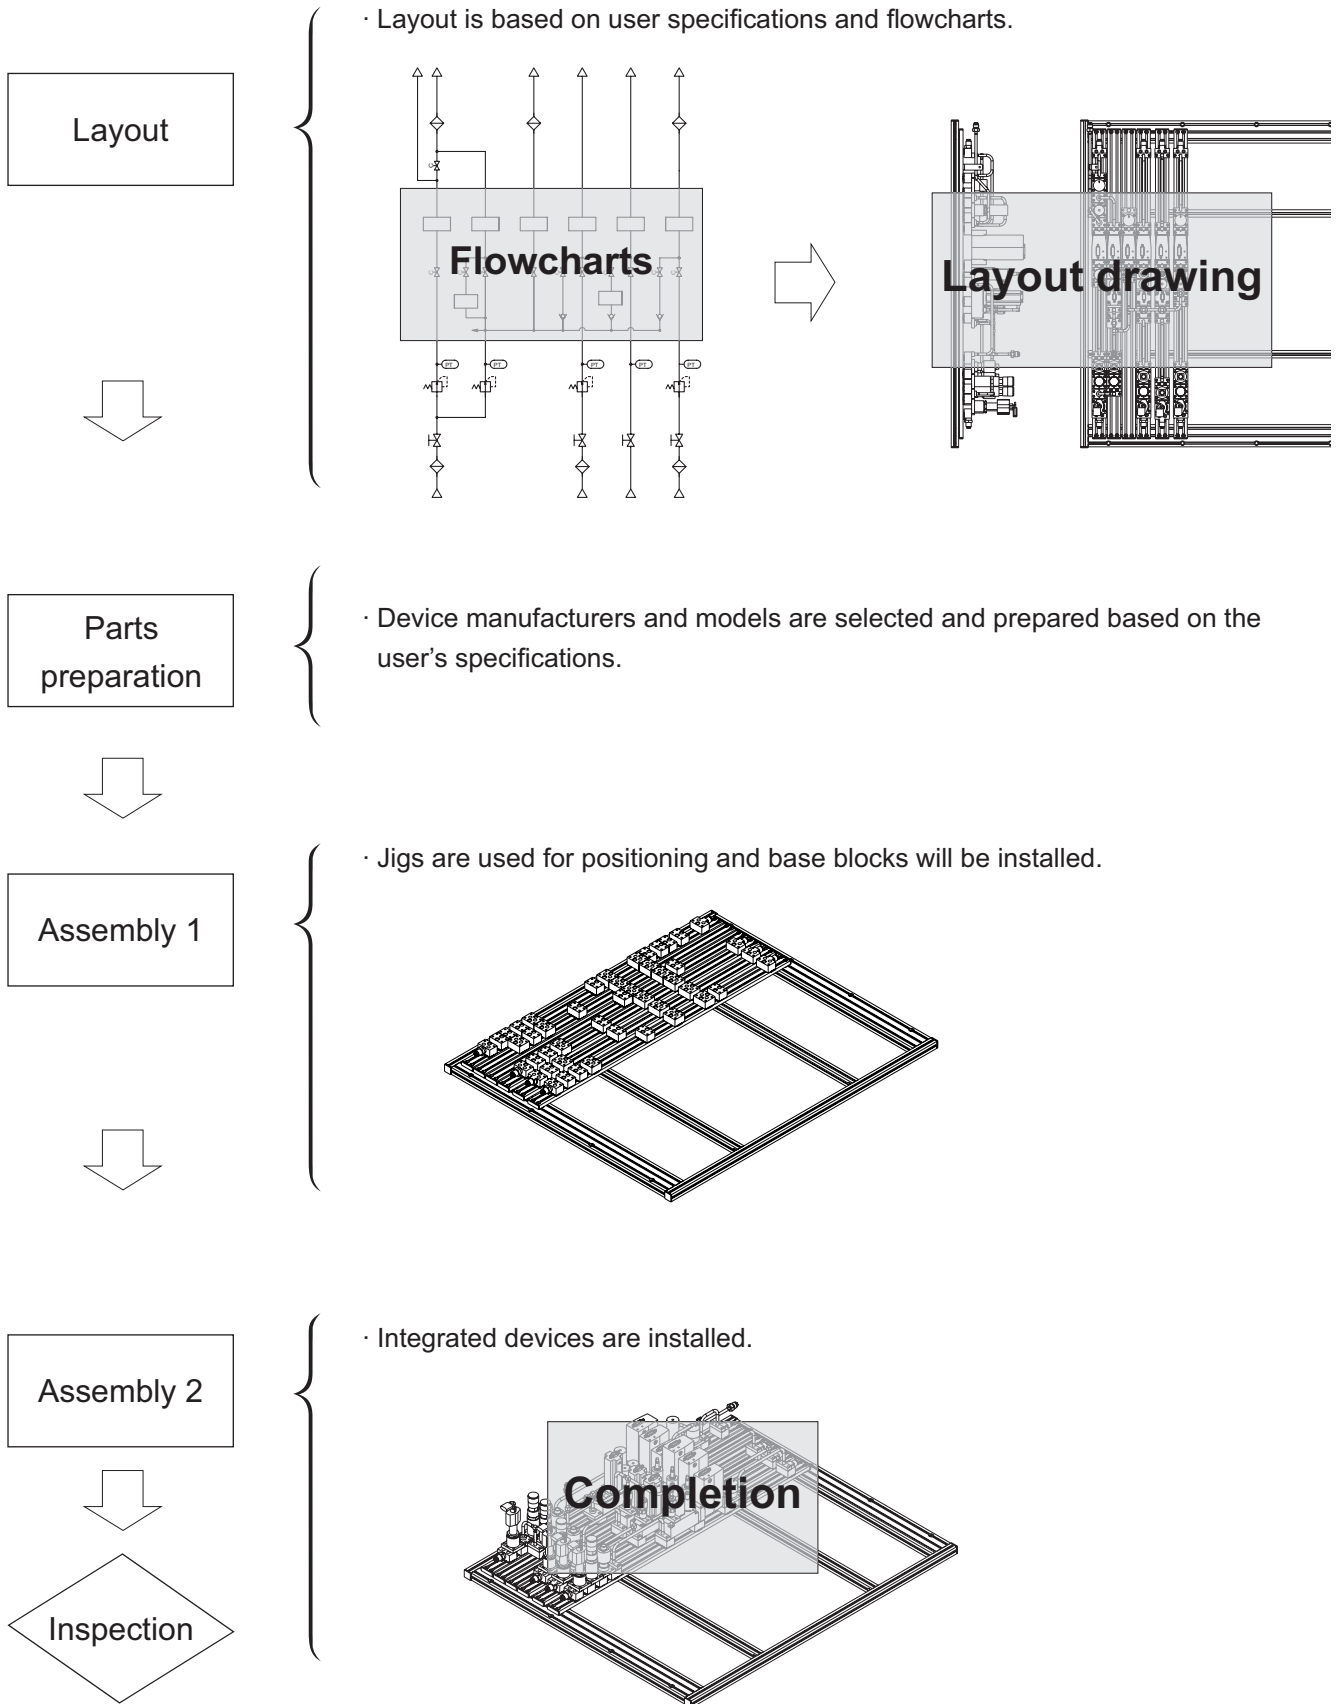 · Layout is based on user specifications and flowcharts.
Layout
Flowcharts
Layout drawing
PT
PT
PT
PT
PT
Parts
preparation
· Device manufacturers and models are selected and prepared based on the
user’s specifications.
· Jigs are used for positioning and base blocks will be installed.
Assembly 1
· Integrated devices are installed.
Assembly 2
Completion
Inspection